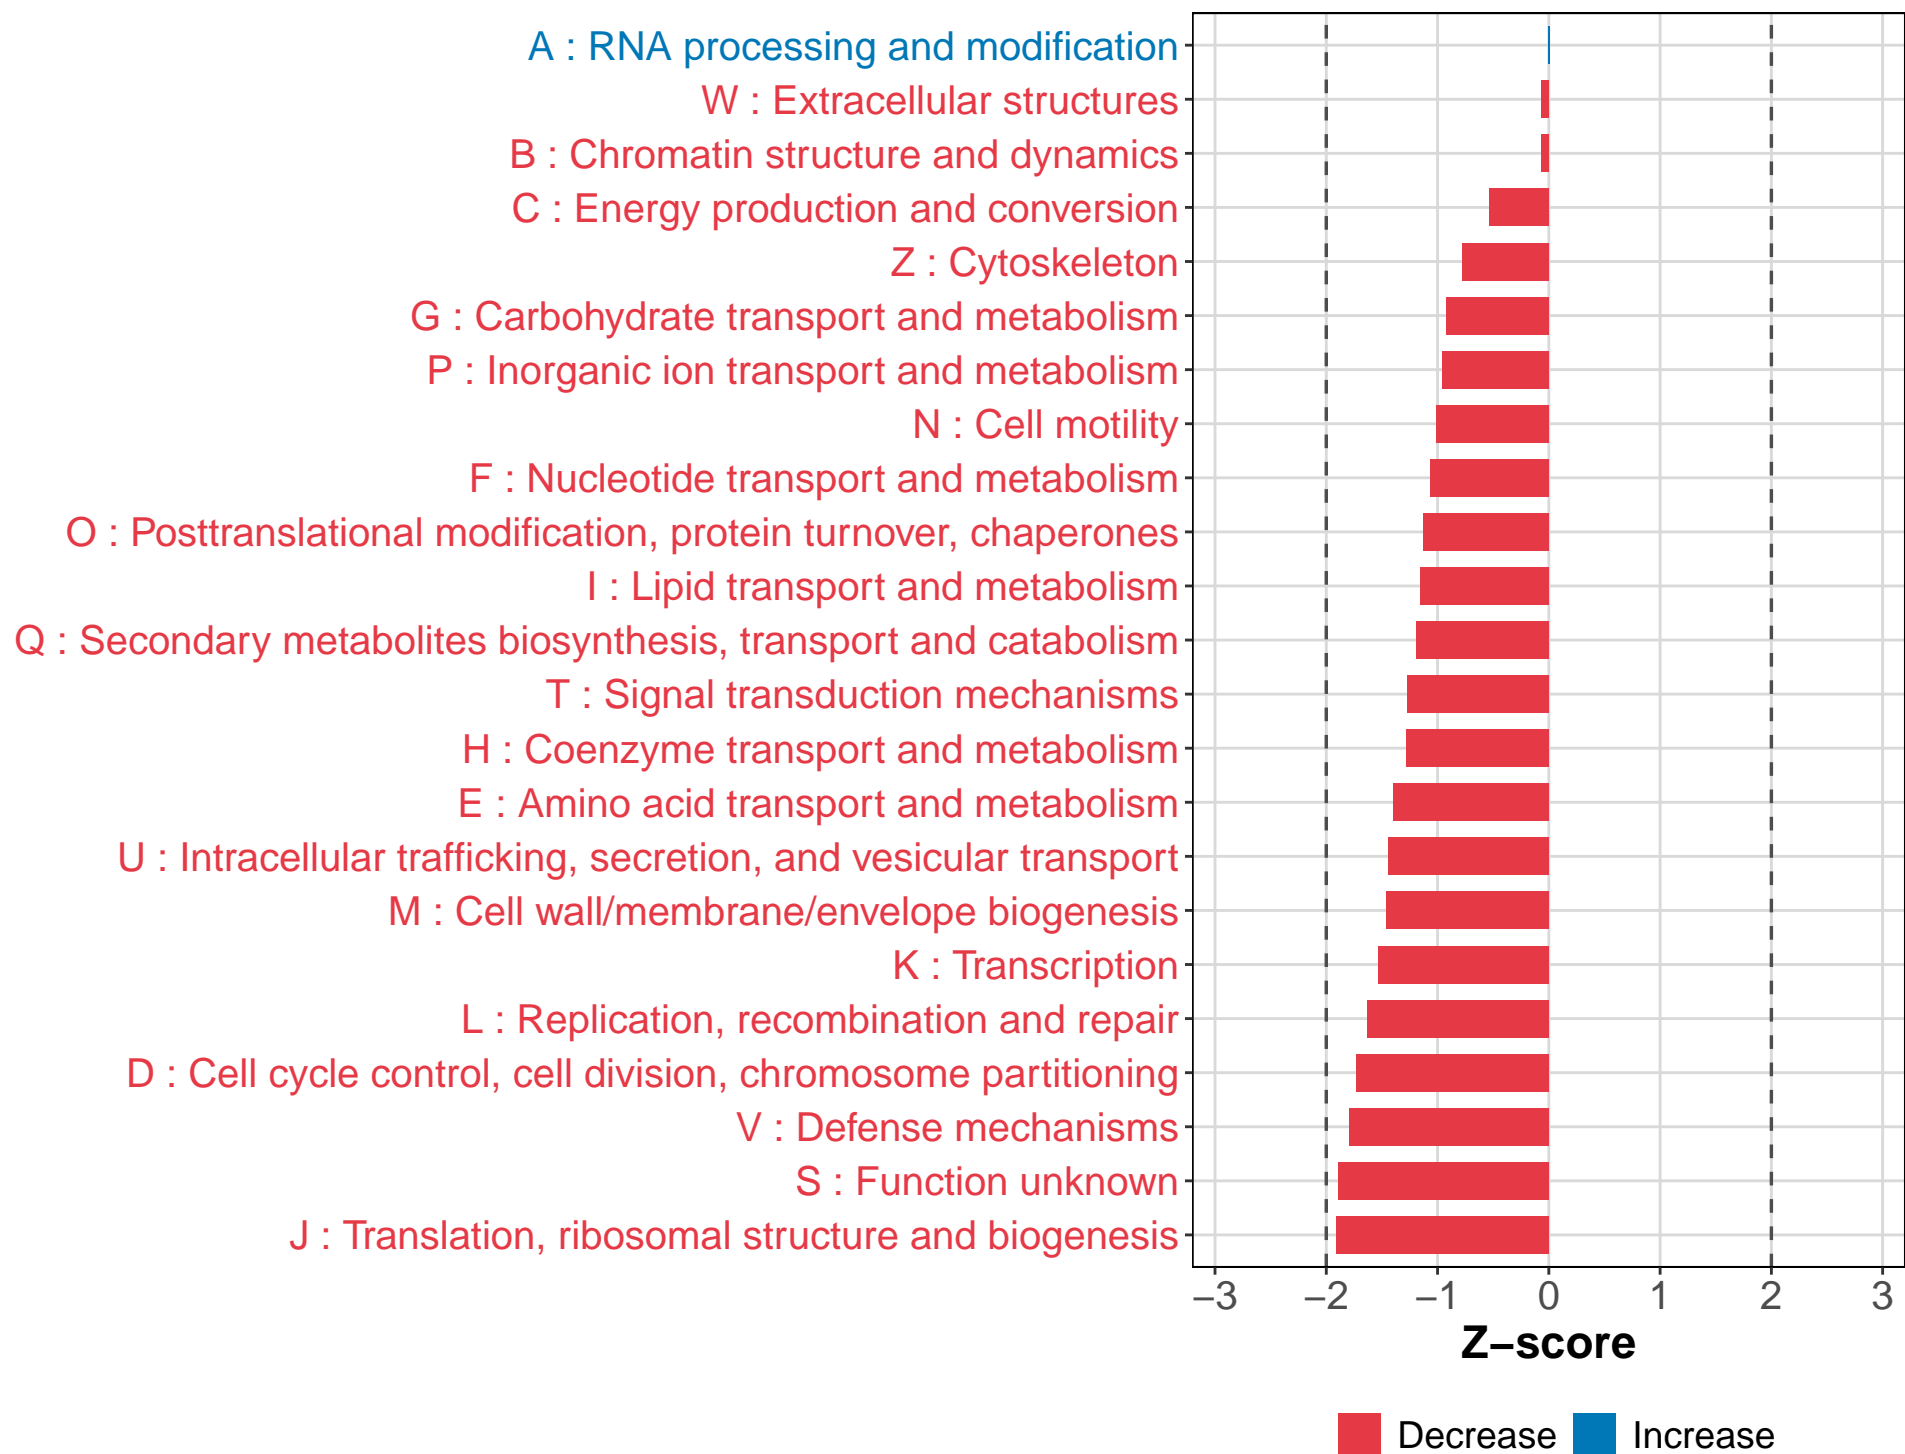 A : RNA processing and modification
W : Extracellular structures
B : Chromatin structure and dynamics
C : Energy production and conversion
Z : Cytoskeleton
G : Carbohydrate transport and metabolism
P : Inorganic ion transport and metabolism
N : Cell motility
F : Nucleotide transport and metabolism
O : Posttranslational modification, protein turnover, chaperones
I : Lipid transport and metabolism
Q : Secondary metabolites biosynthesis, transport and catabolism
T : Signal transduction mechanisms
H : Coenzyme transport and metabolism
E : Amino acid transport and metabolism
U : Intracellular trafficking, secretion, and vesicular transport
M : Cell wall/membrane/envelope biogenesis
K : Transcription
L : Replication, recombination and repair
D : Cell cycle control, cell division, chromosome partitioning
V : Defense mechanisms
S : Function unknown
J : Translation, ribosomal structure and biogenesis
−3 −2 −1 0 1 2 3
Z−score
Decrease Increase